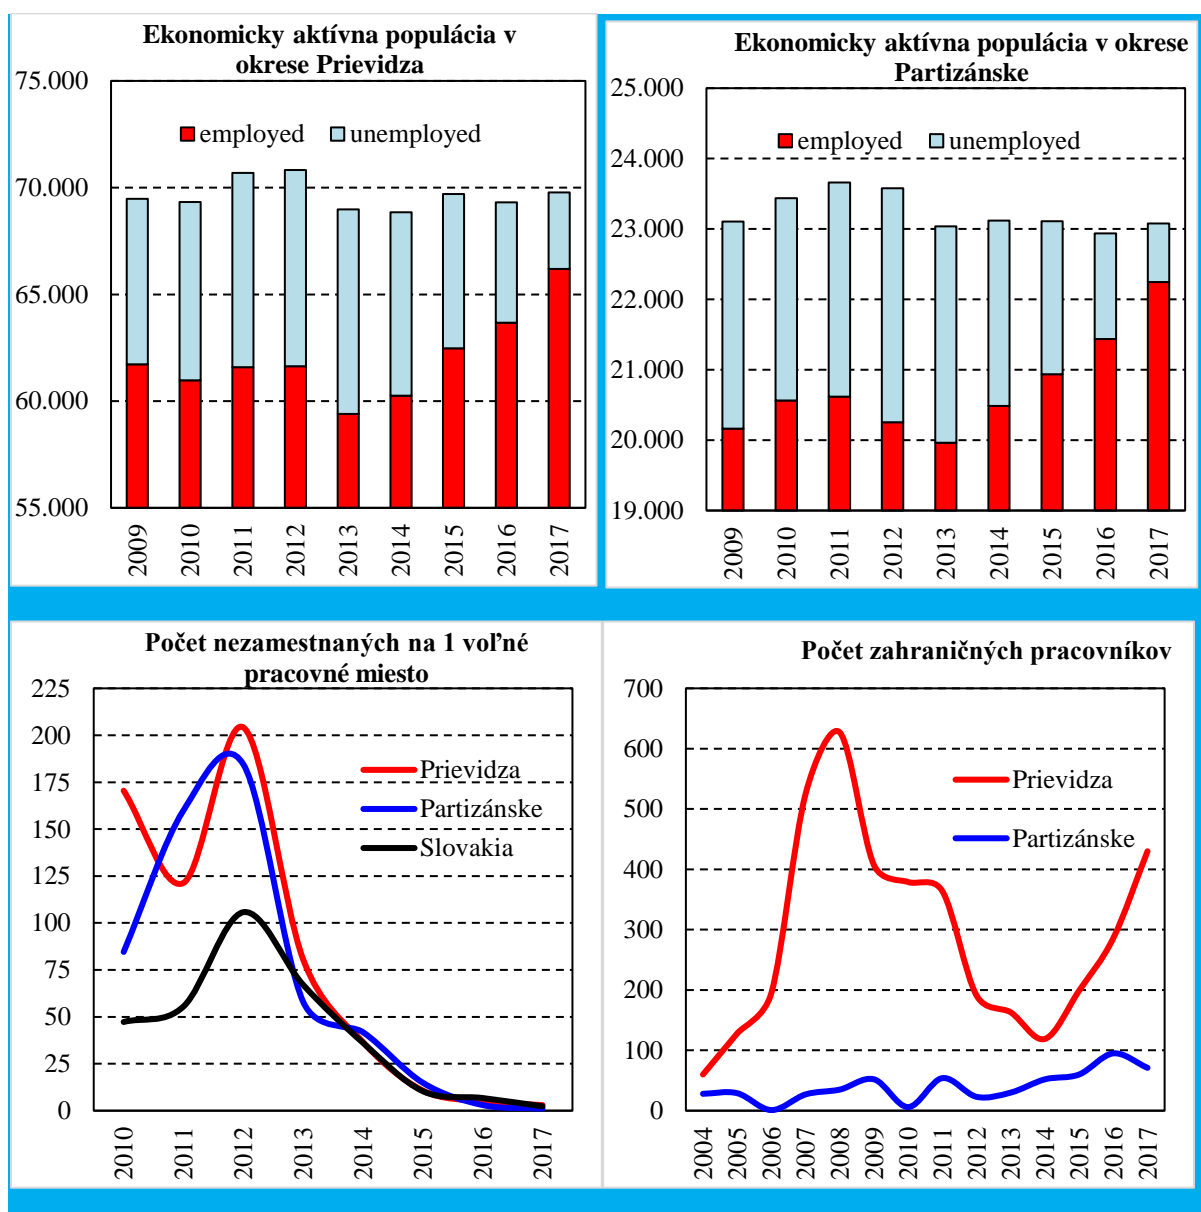 Ekonomicky aktívna populácia v
okrese Prievidza
75.000
70.000
65.000
60.000
55.000
employed unemployed
2009 2010 2011 2012 2013 2014 2015 2016 2017
Ekonomicky aktívna populácia v okrese
Partizánske
25.000
24.000
23.000
22.000
21.000
20.000
19.000
employed unemployed
2009 2010 2011 2012 2013 2014 2015 2016 2017
Počet nezamestnaných na 1 voľné
pracovné miesto
225
200
175
150
125
100
75
50
25
0
Prievidza
Partizánske
Slovakia
2010 2011 2012 2013 2014 2015 2016 2017
Počet zahraničných pracovníkov
700
600
500
400
300
200
100
0
Prievidza
Partizánske
2004 2005 2006 2007 2008 2009 2010 2011 2012 2013 2014 2015 2016 2017